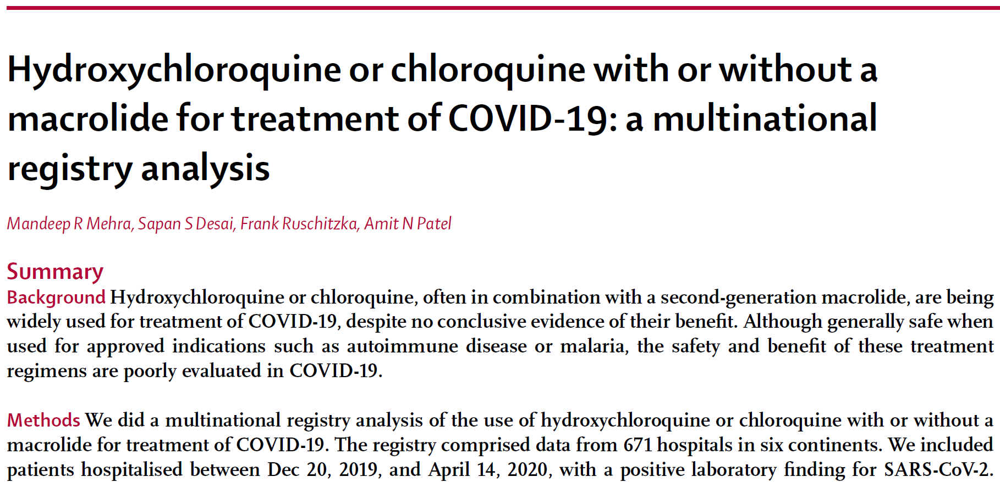 Hydroxychloroquine or chloroquine with or without a
macrolide for treatment of COVID-19: a multinational
registry analysis
Mandeep R Mehra, Sapan S Desai, Frank Ruschitzka, Amit N Patel
Summary
Background Hydroxychloroquine or chloroquine, often in combination with a second-generation macrolide, are being
widely used for treatment of COVID-19, despite no conclusive evidence of their benefit. Although generally safe when
used for approved indications such as autoimmune disease or malaria, the safety and benefit of these treatment
regimens are poorly evaluated in COVID-19.
Methods We did a multinational registry analysis of the use of hydroxychloroquine or chloroquine with or without a
macrolide for treatment of COVID-19. The registry comprised data from 671 hospitals in six continents. We included
patients hospitalised between Dec 20, 2019, and April 14, 2020, with a positive laboratory finding for SARS-CoV-2.